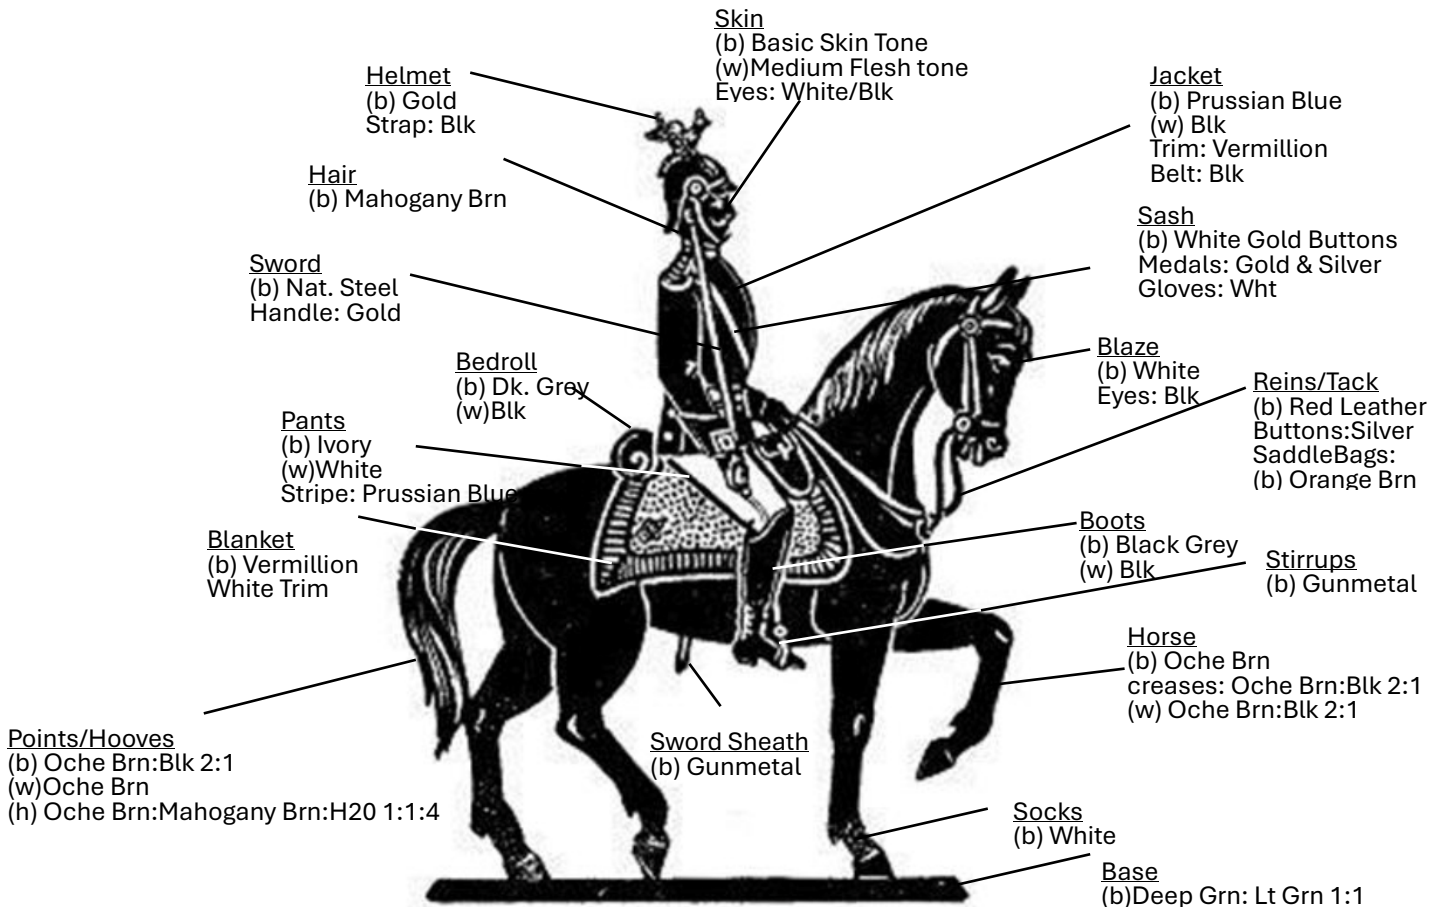 Skin
(b) Basic Skin Tone
(w)Medium Flesh tone
Eyes: White/Blk
Helmet
(b) Gold
Strap: Blk
Jacket
(b) Prussian Blue
(w) Blk
Trim: Vermillion
Belt: Blk
Hair
(b) Mahogany Brn
Sash
(b) White Gold Buttons
Medals: Gold & Silver
Gloves: Wht
Sword
(b) Nat. Steel
Handle: Gold
Blaze
(b) White
Eyes: Blk
Bedroll
(b) Dk. Grey
(w)Blk
Reins/Tack
(b) Red Leather
Buttons:Silver
SaddleBags:
(b) Orange Brn
Pants
(b) Ivory
(w)White
Stripe: Prussian Blue
Boots
(b) Black Grey
(w) Blk
Blanket
(b) Vermillion
White Trim
Stirrups
(b) Gunmetal
Horse
(b) Oche Brn
creases: Oche Brn:Blk 2:1
(w) Oche Brn:Blk 2:1
Points/Hooves
(b) Oche Brn:Blk 2:1
(w)Oche Brn
(h) Oche Brn:Mahogany Brn:H20 1:1:4
Sword Sheath
(b) Gunmetal
Socks
(b) White
Base
(b)Deep Grn: Lt Grn 1:1